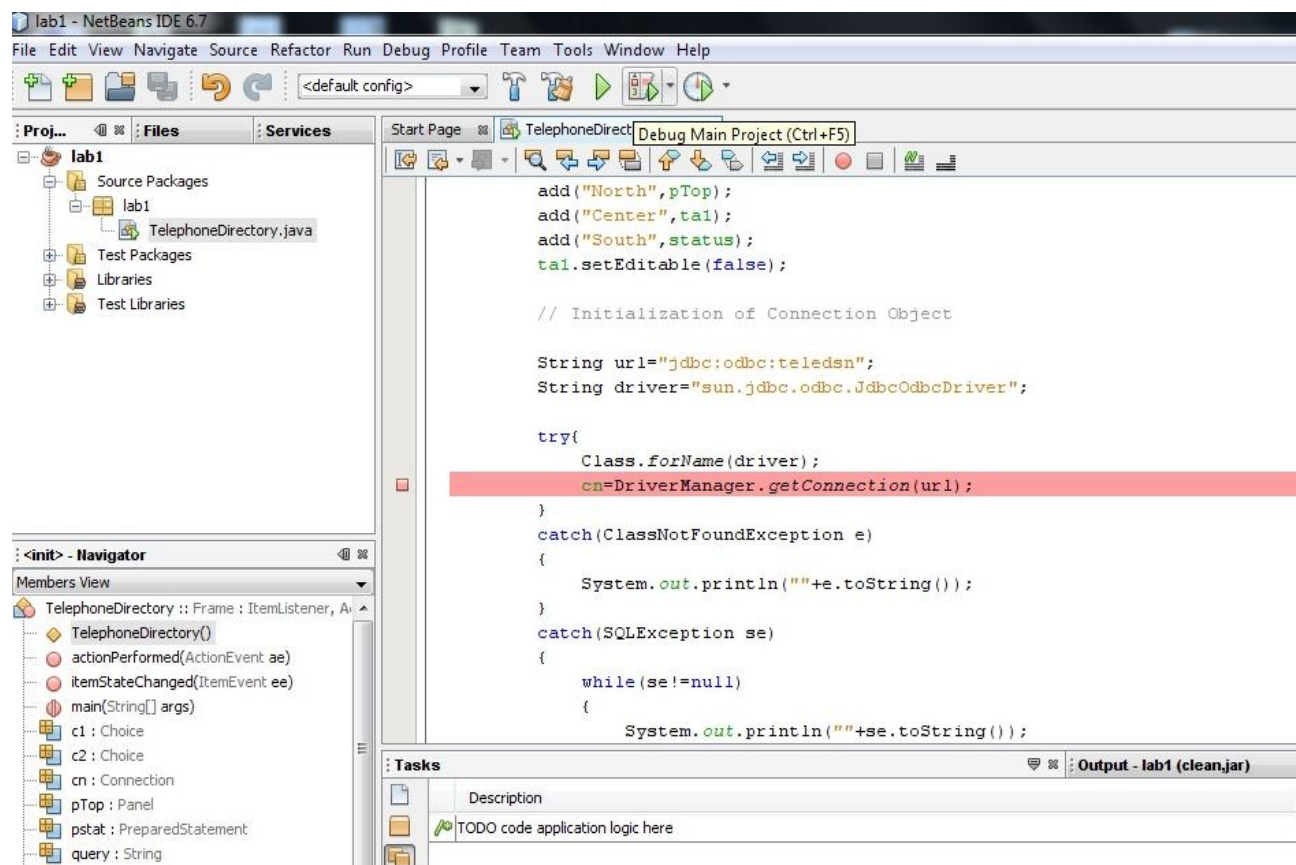 lab1 - NetBeans IDE 6.7
File Edit View Navigate Source Refactor Run Debug Profile Team Tools Window Help
<default config>
Debug Main Project (Ctrl+F5)
Proj... Files Services
lab1
Source Packages
lab1
TelephoneDirectory.java
Test Packages
Libraries
Test Libraries
<init> - Navigator
Members View
TelephoneDirectory :: Frame : ItemListener, A
TelephoneDirectory()
actionPerformed(ActionEvent ae)
itemStateChanged(ItemEvent ee)
main(String[] args)
c1 : Choice
c2 : Choice
cn : Connection
pTop : Panel
pstat : PreparedStatement
query : String
Start Page TelephoneDirect
add("North",pTop);
add("Center",ta1);
add("South",status);
ta1.setEditable(false);
// Initialization of Connection Object
String url="jdbc:odbc:teledsn";
String driver="sun.jdbc.odbc.JdbcOdbcDriver";
try{
Class.forName(driver);
cn=DriverManager.getConnection(url);
}
catch(ClassNotFoundException e)
{
System.out.println(""+e.toString());
}
catch(SQLException se)
{
while(se!=null)
{
System.out.println(""+se.toString());
Tasks
Output - lab1 (clean,jar)
Description
TODO code application logic here